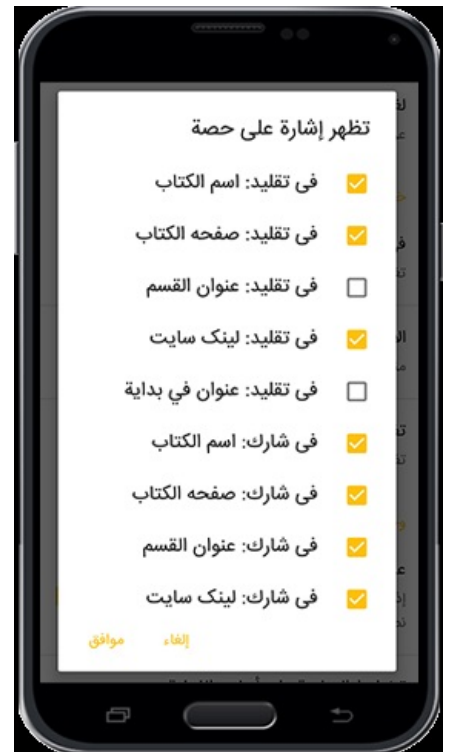 تظهر إشارة على حصة
فی تقلید: اسم الکتاب
فی تقلید: صفحه الکتاب
فی تقلید: عنوان القسم
فی تقلید: لینک سایت
فی تقلید: عنوان في بدایة
فی شارك: اسم الکتاب
فی شارك: صفحه الکتاب
فی شارك: عنوان القسم
فی شارك: لینک سایت
إلغاء موافق